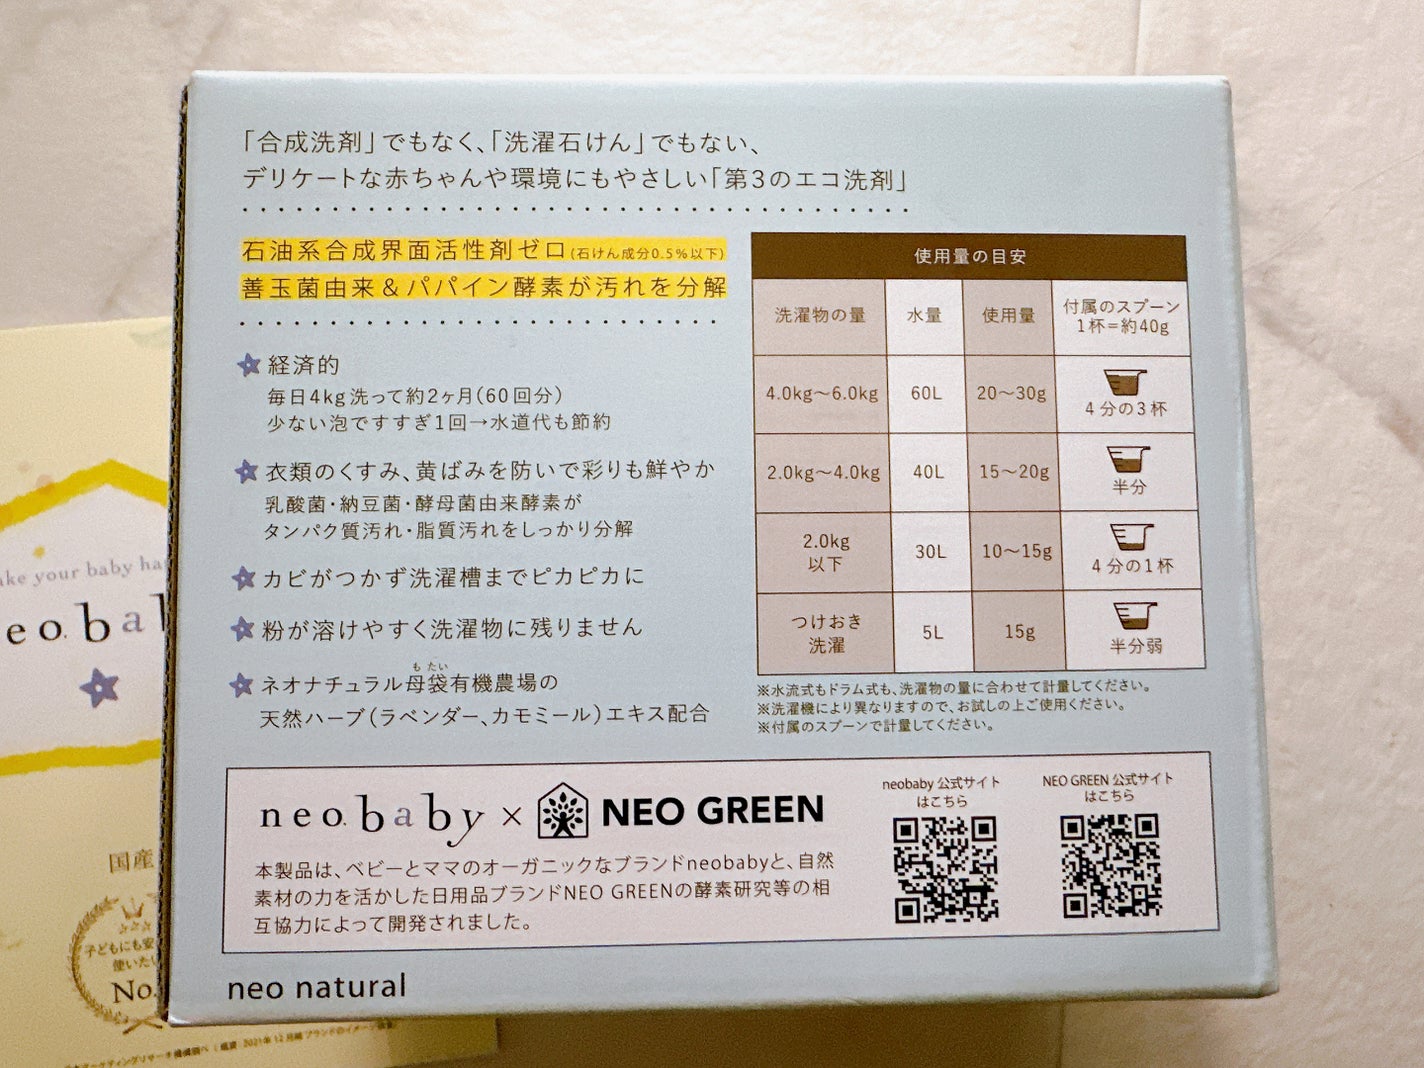 「合成洗剤」でもなく、「洗濯石けん」でもない、
デリケートな赤ちゃんや環境にもやさしい「第3のエコ洗剤」
石油系合成界面活性剤ゼロ(石けん成分0.5%以下)
善玉菌由来＆パパイン酵素が汚れを分解
経済的
毎日4kg洗って約2ヶ月(60回分)
少ない泡ですすぎ1回→水道代も節約
衣類のくすみ、黄ばみを防いで彩りも鮮やか
乳酸菌・納豆菌・酵母菌由来酵素が
タンパク質汚れ・脂質汚れをしっかり分解
カビがつかず洗濯槽までピカピカに
粉が溶けやすく洗濯物に残りません
もたい
ネオナチュラル母袋有機農場の
天然ハーブ(ラベンダー、カモミール)エキス配合
使用量の目安
洗濯物の量 水量 使用量 付属のスプーン
1杯=約40g
4.0kg〜6.0kg 60L 20〜30g 4分の3杯
2.0kg〜4.0kg 40L 15〜20g 半分
2.0kg
以下 30L 10〜15g 4分の1杯
つけおき
洗濯 5L 15g 半分弱
※水流式もドラム式も、洗濯物の量に合わせて計量してください。
※洗濯機により異なりますので、お試しの上ご使用ください。
※付属のスプーンで計量してください。
neo.baby × NEO GREEN
本製品は、ベビーとママのオーガニックなブランドneobabyと、自然
素材の力を活かした日用品ブランドNEO GREENの酵素研究等の相
互協力によって開発されました。
neobaby 公式サイト
はこちら
NEO GREEN 公式サイト
はこちら
neo natural
your baby
国産
子どもにも
使いたい
No.